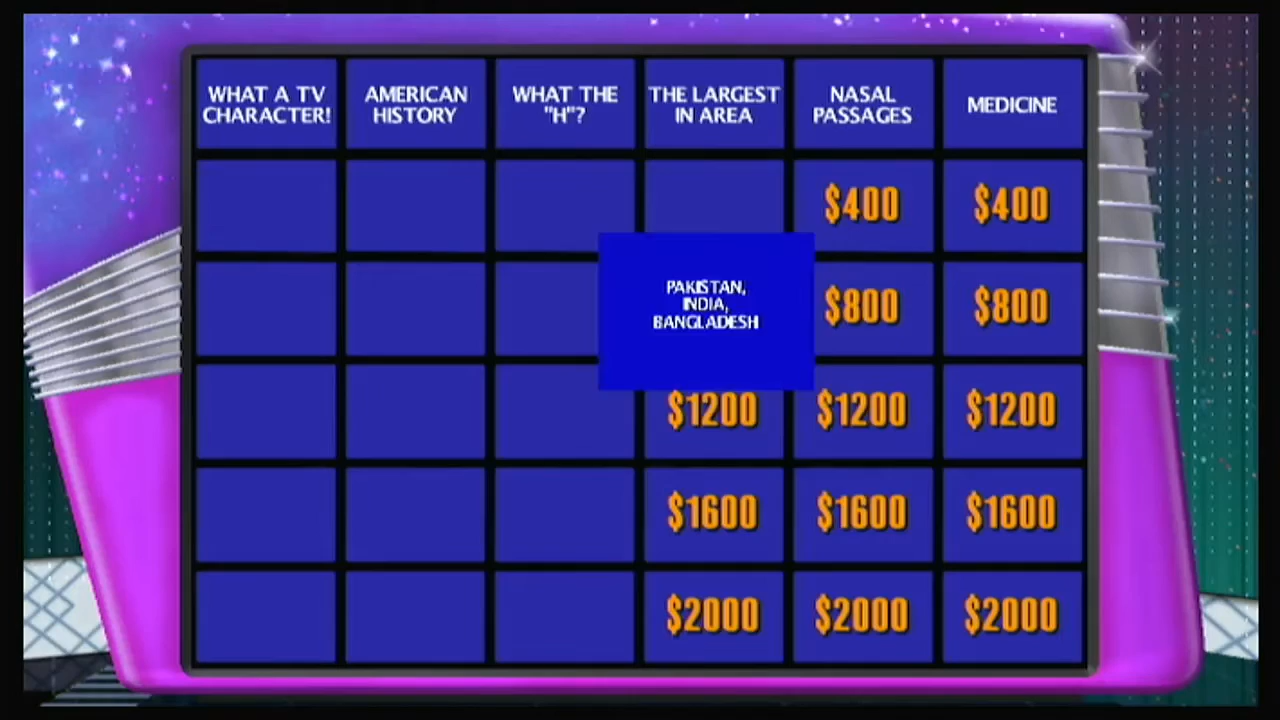 WHAT A TV
CHARACTER!
AMERICAN
HISTORY
WHAT THE
"H"?
THE LARGEST
IN AREA
NASAL
PASSAGES
MEDICINE
$400
$400
PAKISTAN,
INDIA,
BANGLADESH
$800
$800
$1200
$1200
$1200
$1600
$1600
$1600
$2000
$2000
$2000